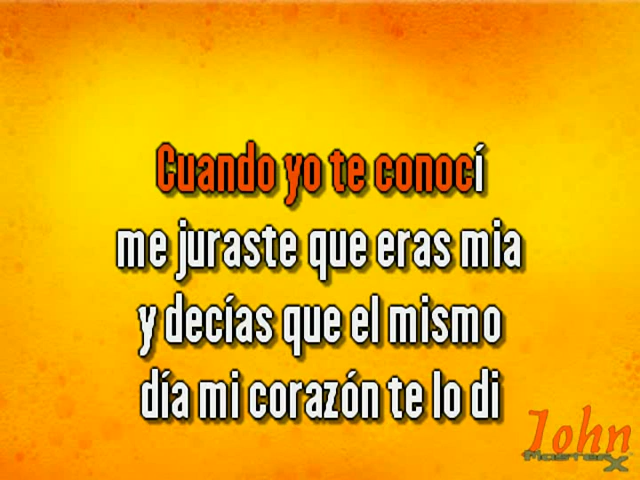 Cuando yo te conocí
me juraste que eras mia
y decías que el mismo
día mi corazón te lo di
John
MasterX